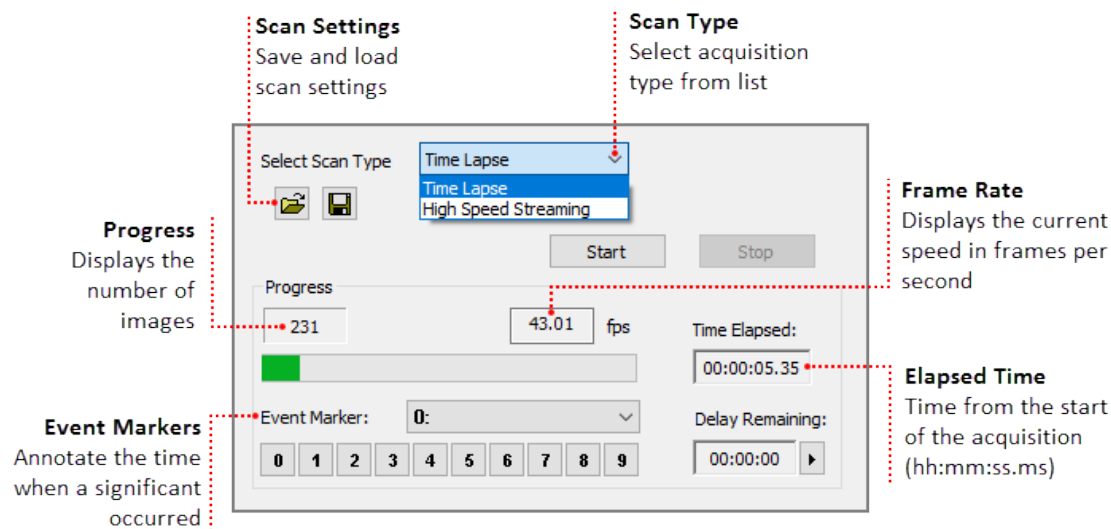 Scan Settings
Save and load
scan settings
Scan Type
Select acquisition
type from list
Select Scan Type
Time Lapse
Time Lapse
High Speed Streaming
Start
Stop
Frame Rate
Displays the current
speed in frames per
second
Progress
Displays the
number of
images
Progress
231
43.01 fps
Time Elapsed:
00:00:05.35
Elapsed Time
Time from the start
of the acquisition
(hh:mm:ss.ms)
Event Markers
Annotate the time
when a significant
occurred
Event Marker:
0:
Delay Remaining:
0 1 2 3 4 5 6 7 8 9
00:00:00